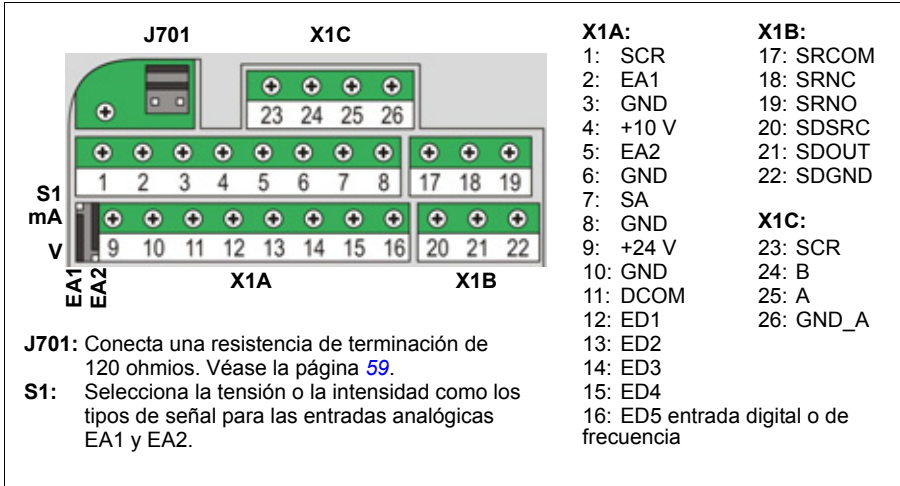 J701 X1C
23 24 25 26
1 2 3 4 5 6 7 8 17 18 19
S1
mA
V
9 10 11 12 13 14 15 16 20 21 22
EA1
EA2
X1A X1B
J701: Conecta una resistencia de terminación de
120 ohmios. Véase la página 59.
S1: Selecciona la tensión o la intensidad como los
tipos de señal para las entradas analógicas
EA1 y EA2.
X1A:
1: SCR
2: EA1
3: GND
4: +10 V
5: EA2
6: GND
7: SA
8: GND
9: +24 V
10: GND
11: DCOM
12: ED1
13: ED2
14: ED3
15: ED4
16: ED5 entrada digital o de
frecuencia
X1B:
17: SRCOM
18: SRNC
19: SRNO
20: SDSRC
21: SDOUT
22: SDGND
X1C:
23: SCR
24: B
25: A
26: GND_A